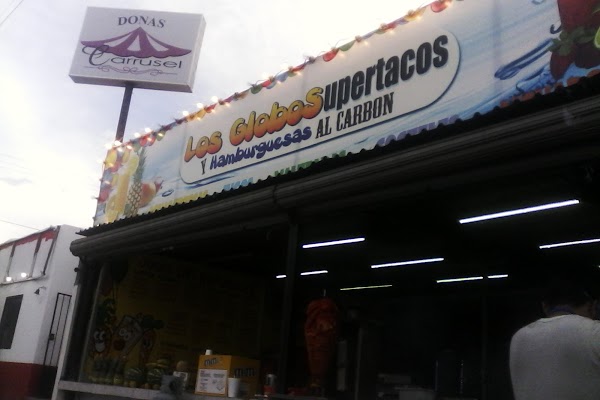 DONAS
Carrusel
Los Globos Supertacos
Y Hamburguesas AL CARBON